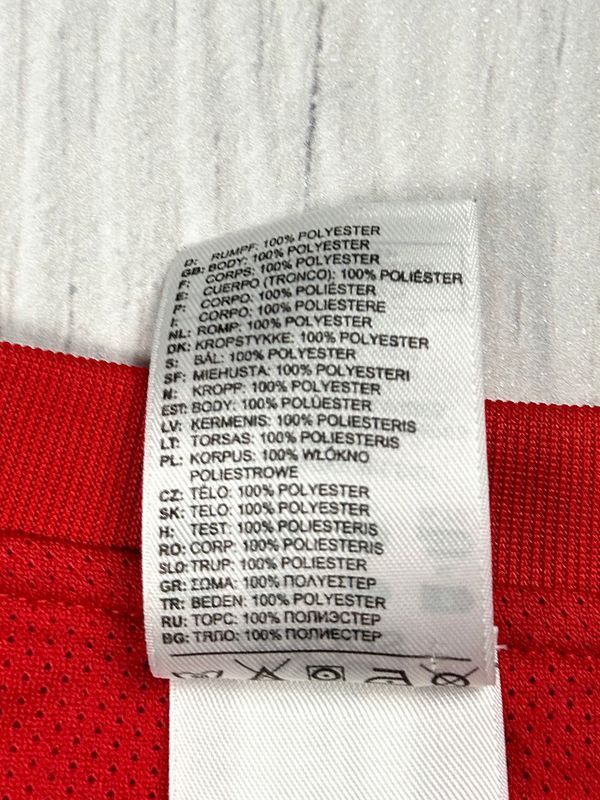 D: RUMPF: 100% POLYESTER
GB: BODY: 100% POLYESTER
F: CORPS: 100% POLYESTER
E: CUERPO (TRONCO): 100% POLIÉSTER
P: CORPO: 100% POLIÉSTER
I: CORPO: 100% POLIESTERE
NL: ROMP: 100% POLYESTER
DK: KROPSTYKKE: 100% POLYESTER
S: BÅL: 100% POLYESTER
SF: MIEHUSTA: 100% POLYESTERI
N: KROPP: 100% POLYESTER
EST: BODY: 100% POLÜESTER
LV: KERMENIS: 100% POLIESTERIS
LT: TORSAS: 100% POLIESTERIS
PL: KORPUS: 100% WŁÓKNO
POLIESTROWE
CZ: TĚLO: 100% POLYESTER
SK: TELO: 100% POLYESTER
H: TEST: 100% POLIESTERIS
RO: CORP: 100% POLIESTERIS
SLO: TRUP: 100% POLIESTER
GR: ΣΩΜΑ: 100% ΠΟΛΥΕΣΤΕΡ
TR: BEDEN: 100% POLYESTER
RU: ТОРС: 100% ПОЛИЭСТЕР
BG: ТЯЛО: 100% ПОЛИЕСТЕР